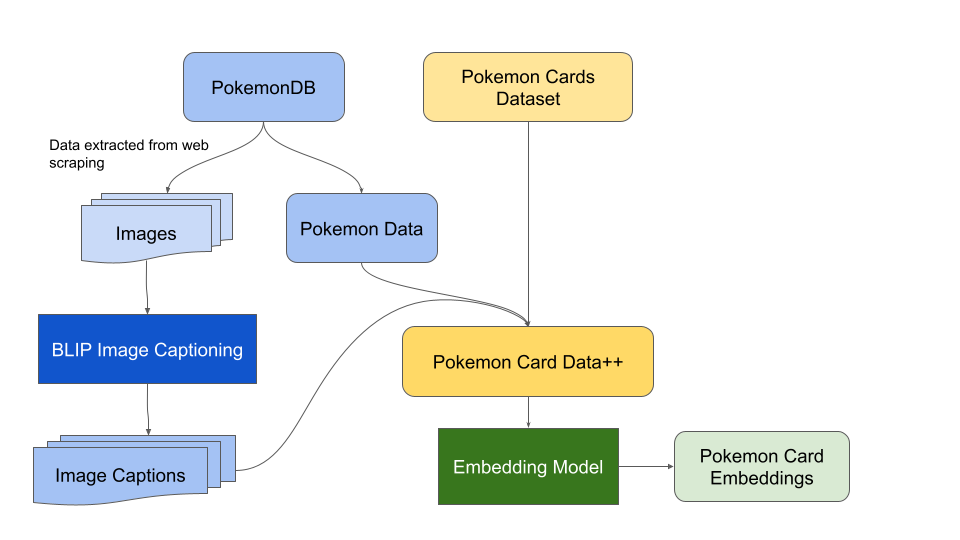 PokemonDB
Pokemon Cards
Dataset
Data extracted from web
scraping
Images
Pokemon Data
BLIP Image Captioning
Pokemon Card Data++
Image Captions
Embedding Model
Pokemon Card
Embeddings